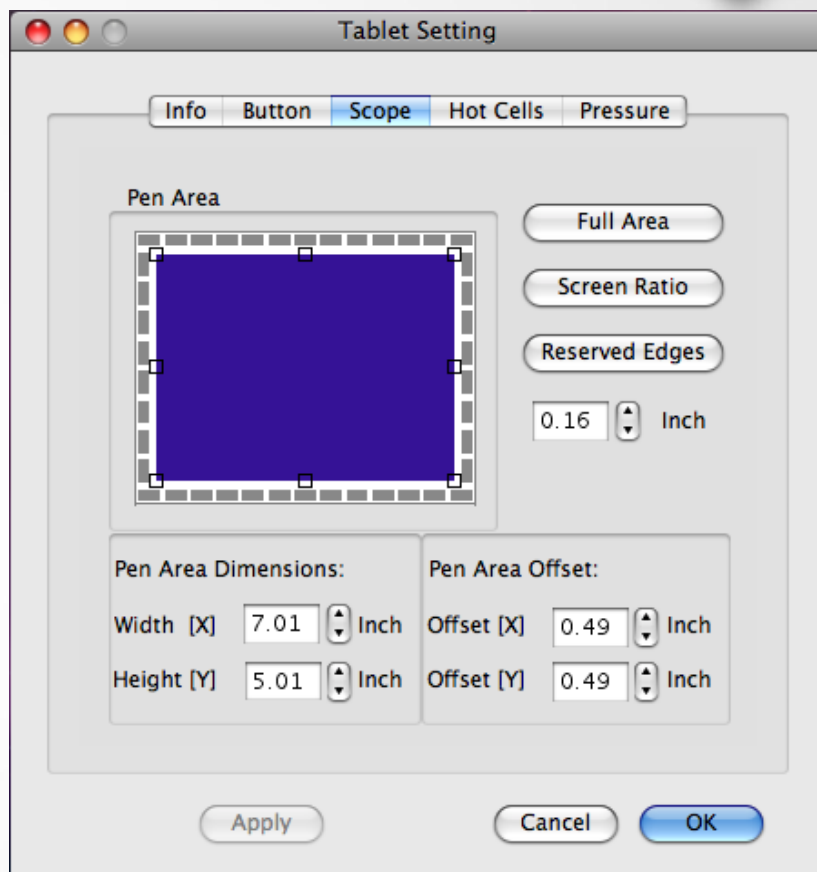 Tablet Setting
Info Button Scope Hot Cells Pressure
Pen Area
Full Area
Screen Ratio
Reserved Edges
0.16 Inch
Pen Area Dimensions:
Width [X] 7.01 Inch
Height [Y] 5.01 Inch
Pen Area Offset:
Offset [X] 0.49 Inch
Offset [Y] 0.49 Inch
Apply Cancel OK